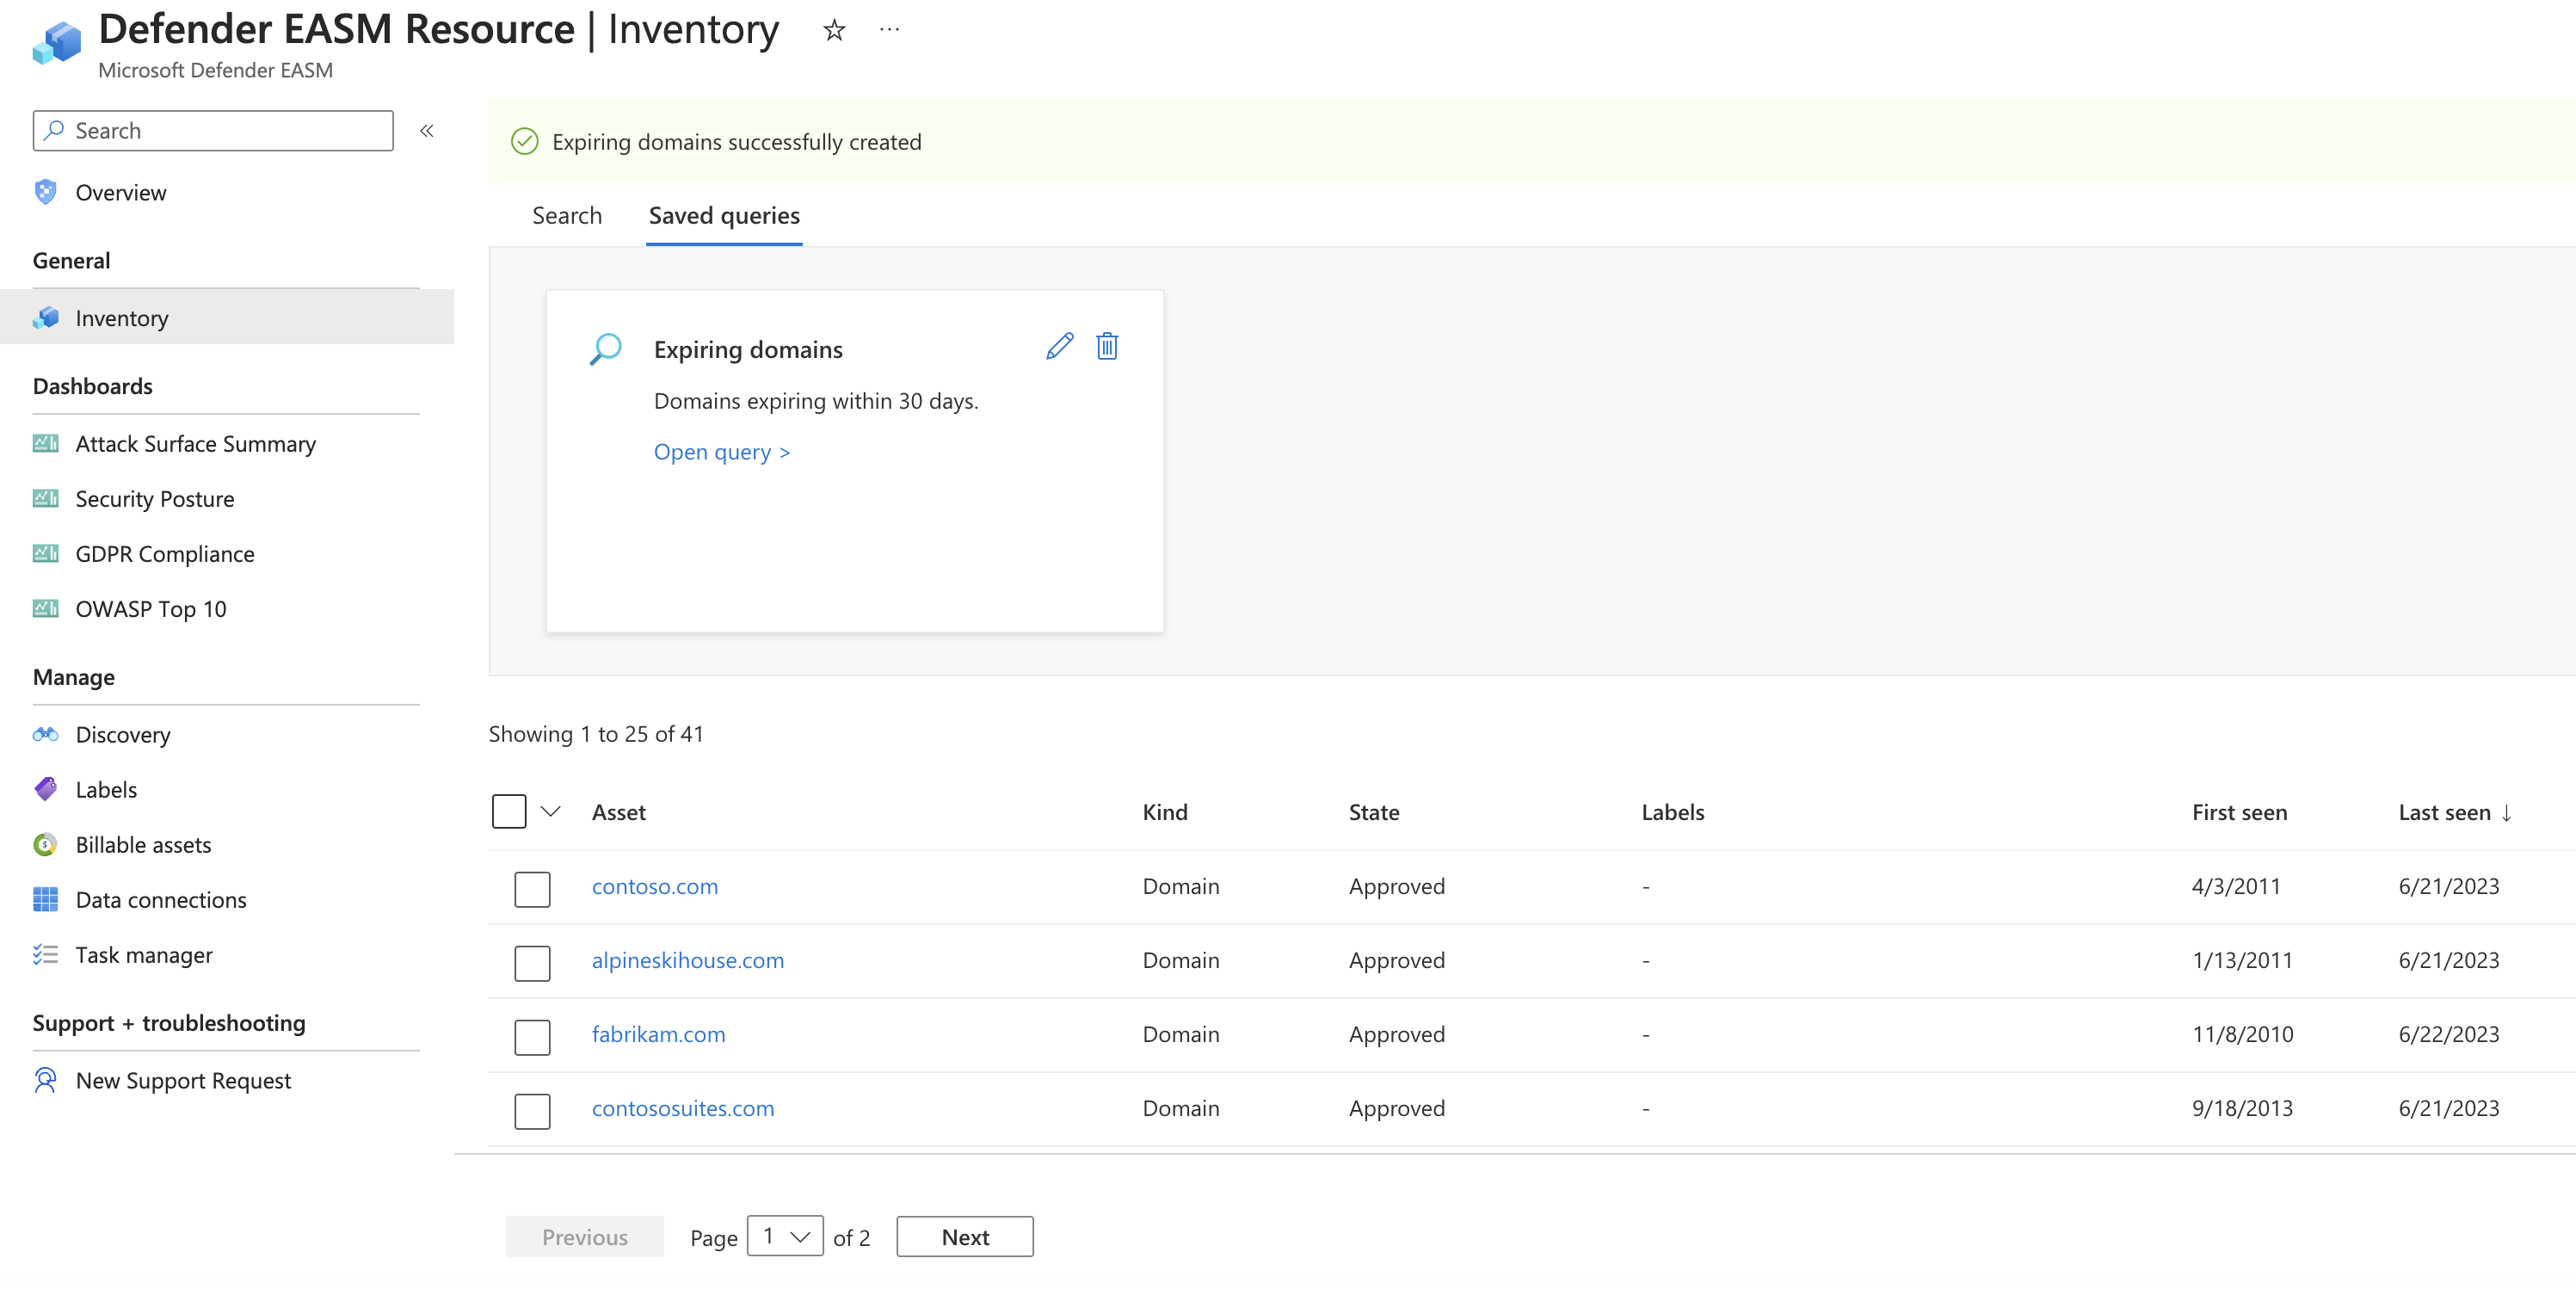 Defender EASM Resource | Inventory
Microsoft Defender EASM
Search
Overview
General
Inventory
Dashboards
Attack Surface Summary
Security Posture
GDPR Compliance
OWASP Top 10
Manage
Discovery
Labels
Billable assets
Data connections
Task manager
Support + troubleshooting
New Support Request
Expiring domains successfully created
Search Saved queries
Expiring domains
Domains expiring within 30 days.
Open query >
Showing 1 to 25 of 41
Asset Kind State Labels First seen Last seen ↓
contoso.com Domain Approved - 4/3/2011 6/21/2023
alpineskihouse.com Domain Approved - 1/13/2011 6/21/2023
fabrikam.com Domain Approved - 11/8/2010 6/22/2023
contososuites.com Domain Approved - 9/18/2013 6/21/2023
Previous Page 1 of 2 Next